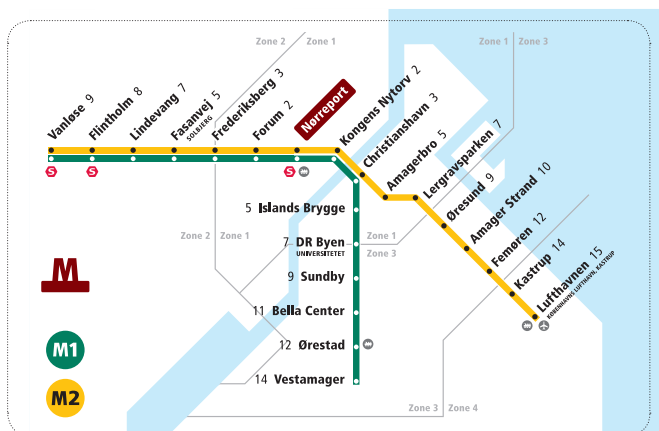 Zone 2
Zone 1
Zone 1
Zone 3
Vanløse 9
Flintholm 8
Lindevang 7
Fasanvej 5
SOLBJERG
Frederiksberg 3
Forum 2
Nørreport
Kongens Nytorv 2
Christianshavn 3
Amagerbro 5
Lergravsparken 7
Øresund 9
Amager Strand 10
Femøren 12
Kastrup 14
Lufthavnen 15
KØBENHAVNS LUFTHAVN, KASTRUP
S
S
S
5 Islands Brygge
Zone 2
Zone 1
7 DR Byen
UNIVERSITETET
Zone 1
Zone 3
9 Sundby
11 Bella Center
12 Ørestad
14 Vestamager
M
M1
M2
Zone 3
Zone 4